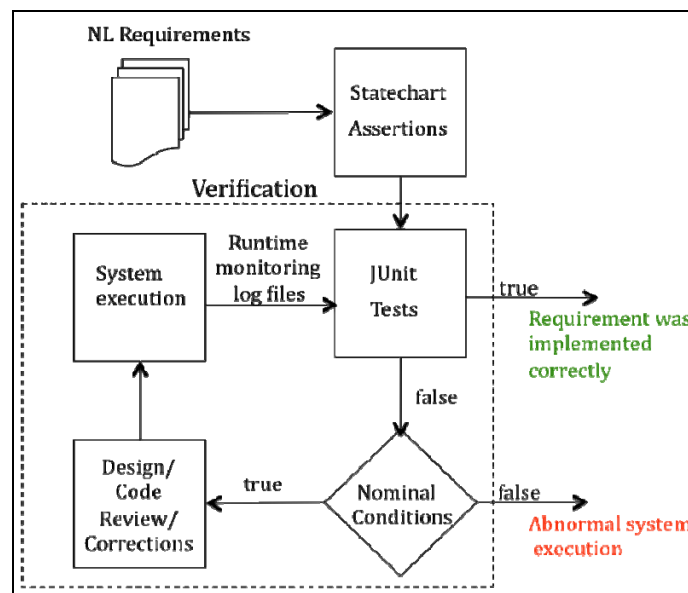 NL Requirements
Statechart
Assertions
Verification
System
execution
Runtime
monitoring
log files
JUnit
Tests
true
Requirement was
implemented
correctly
false
Design/
Code
Review/
Corrections
true
Nominal
Conditions
false
Abnormal system
execution